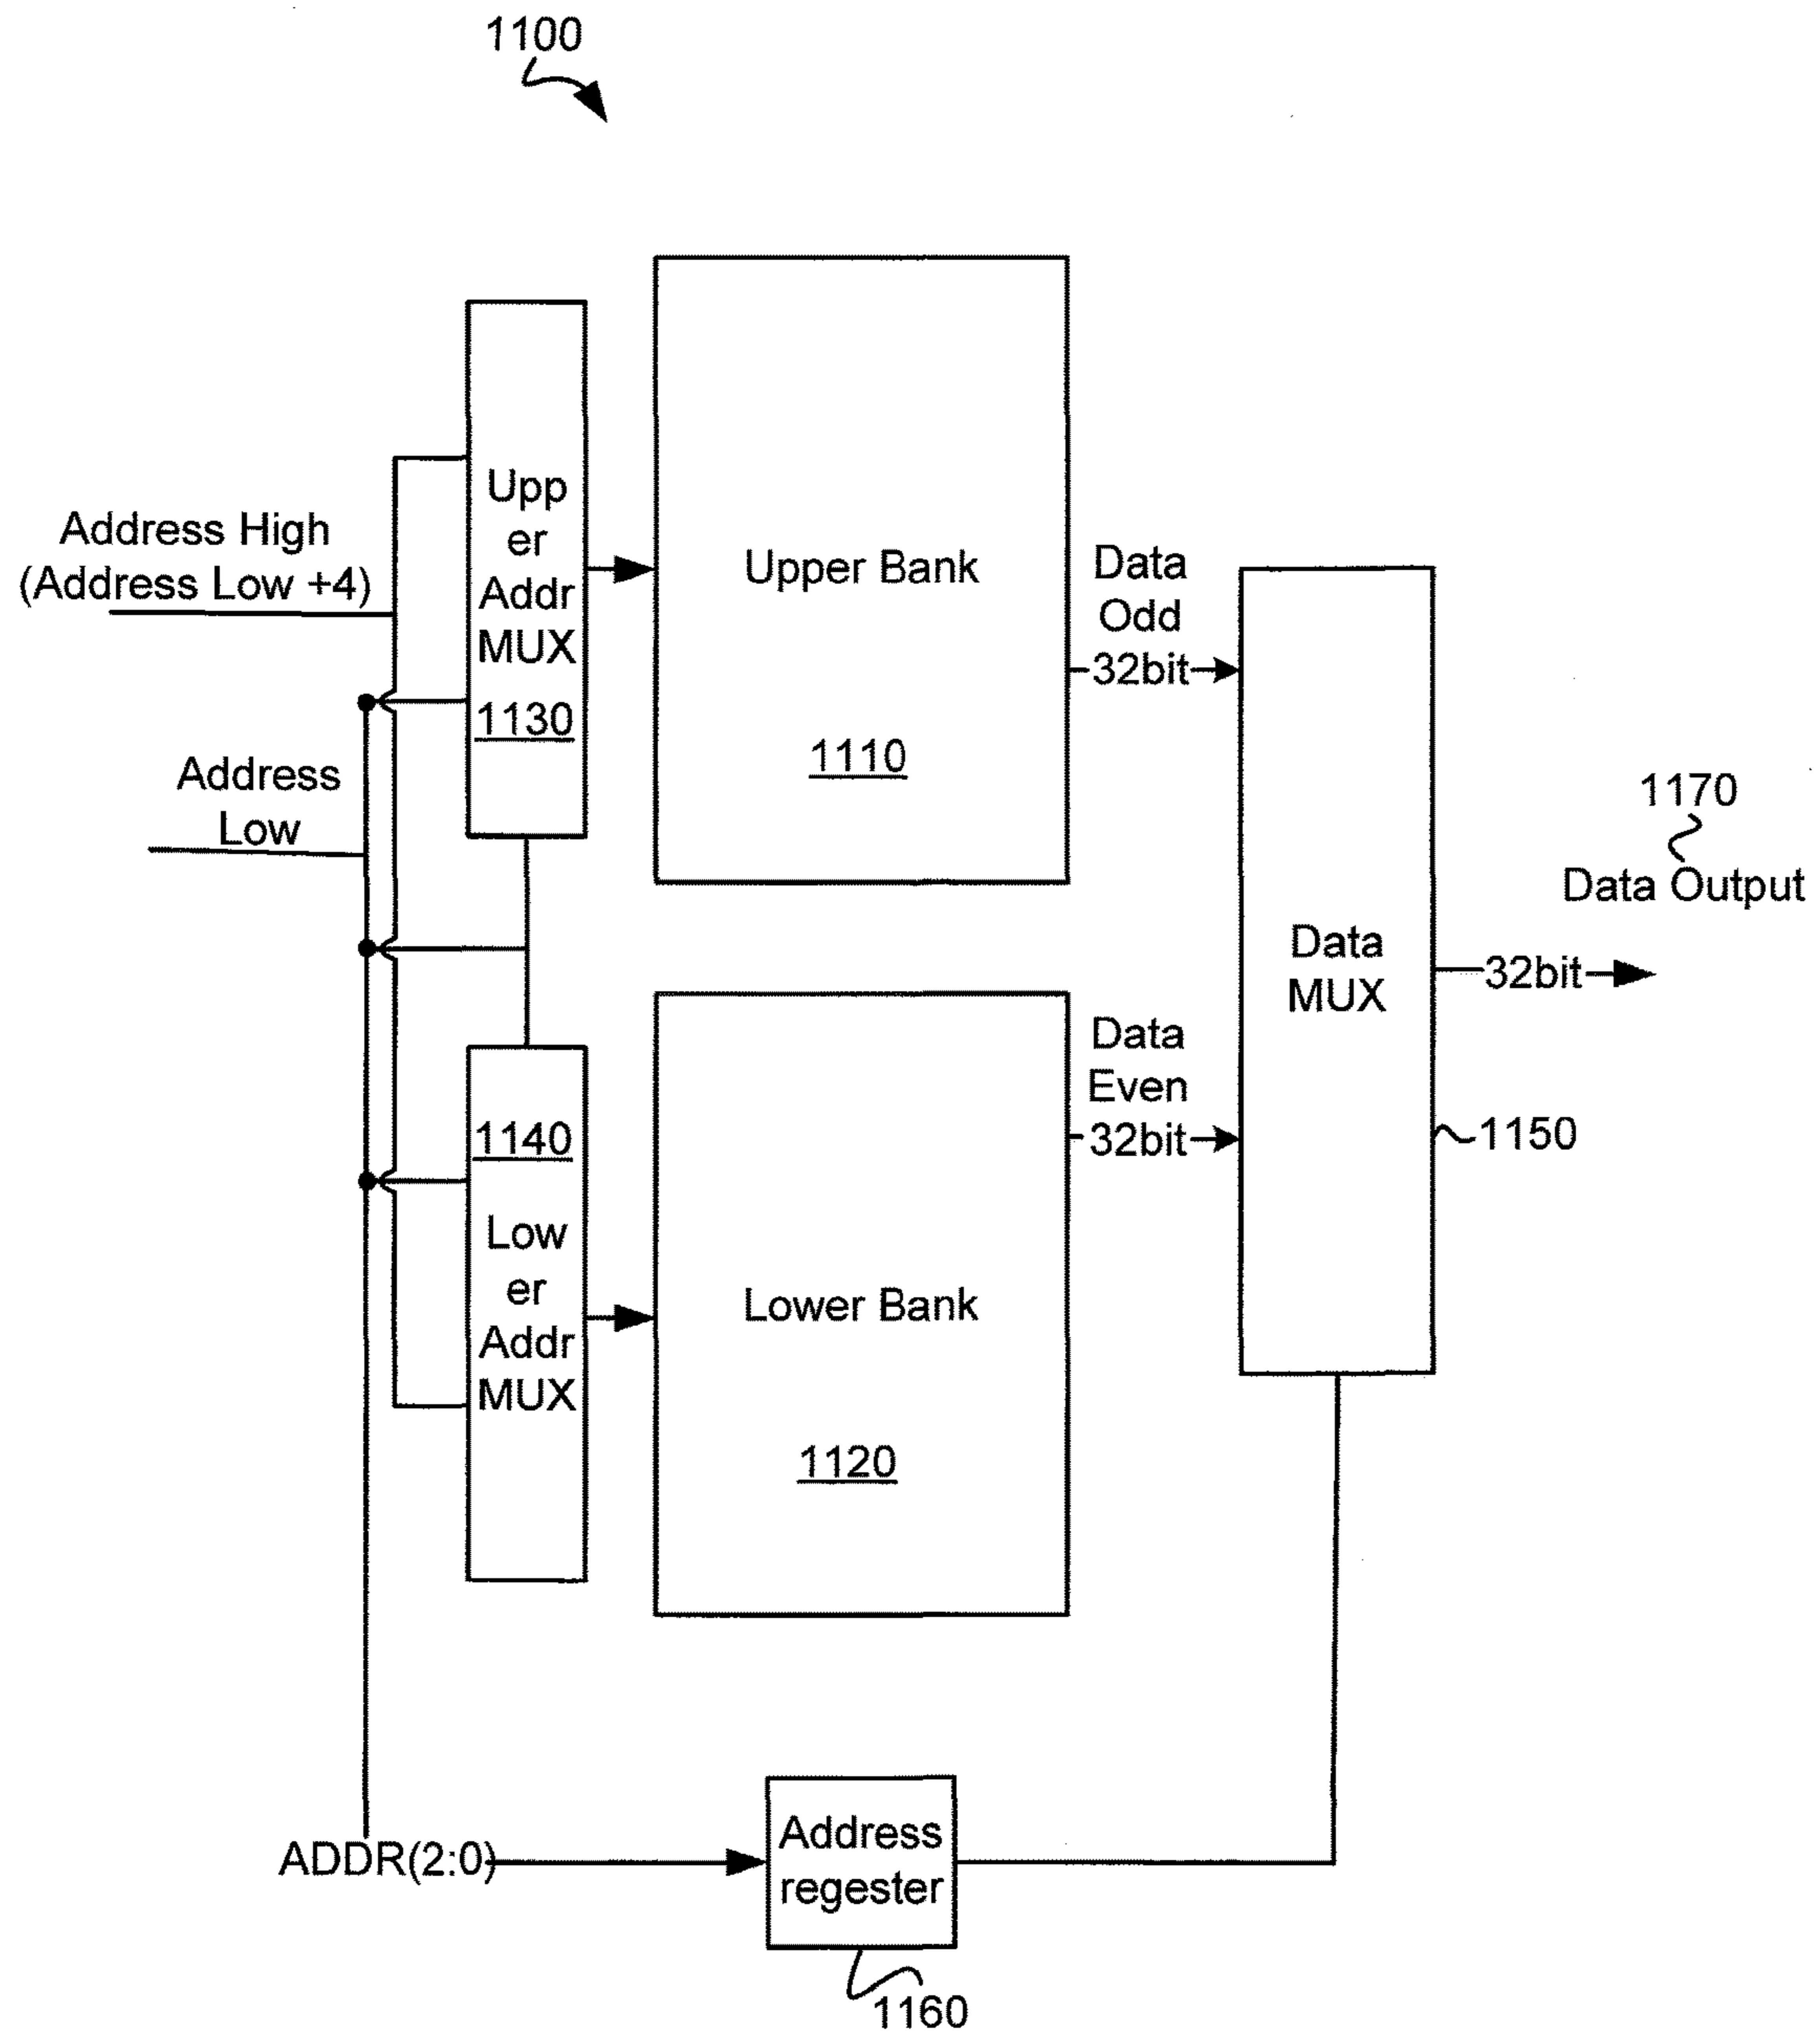 1100
Upp
er
Addr
MUX
1130
Address High
(Address Low +4)
Address
Low
Upper Bank
1110
Data
Odd
32bit
1170
Data Output
Data
MUX
32bit
1140
Low
er
Addr
MUX
Lower Bank
1120
Data
Even
32bit
1150
ADDR(2:0)
Address
regester
1160